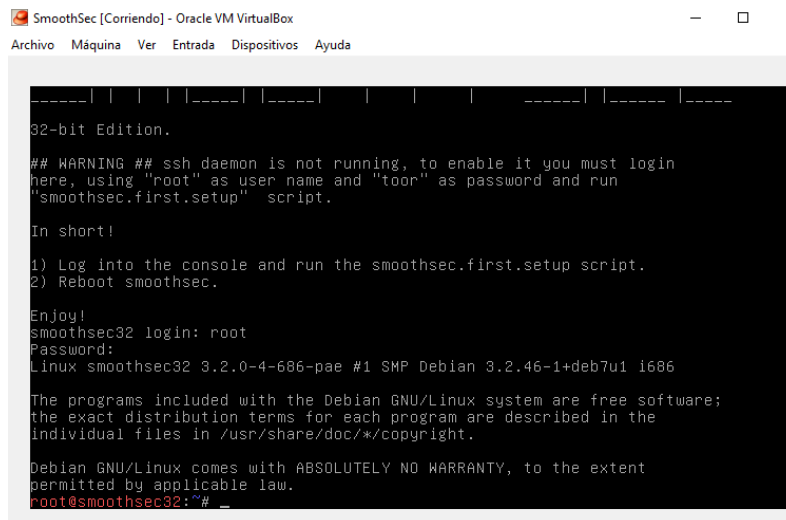 SmoothSec [Corriendo] - Oracle VM VirtualBox
Archivo Máquina Ver Entrada Dispositivos Ayuda
32-bit Edition.
## WARNING ## ssh daemon is not running, to enable it you must login
here, using "root" as user name and "toor" as password and run
"smoothsec.first.setup"  script.
In short!
1) Log into the console and run the smoothsec.first.setup script.
2) Reboot smoothsec.
Enjoy!
smoothsec32 login: root
Password:
Linux smoothsec32 3.2.0-4-686-pae #1 SMP Debian 3.2.46-1+deb7u1 i686
The programs included with the Debian GNU/Linux system are free software;
the exact distribution terms for each program are described in the
individual files in /usr/share/doc/*/copyright.
Debian GNU/Linux comes with ABSOLUTELY NO WARRANTY, to the extent
permitted by applicable law.
root@smoothsec32:~# _